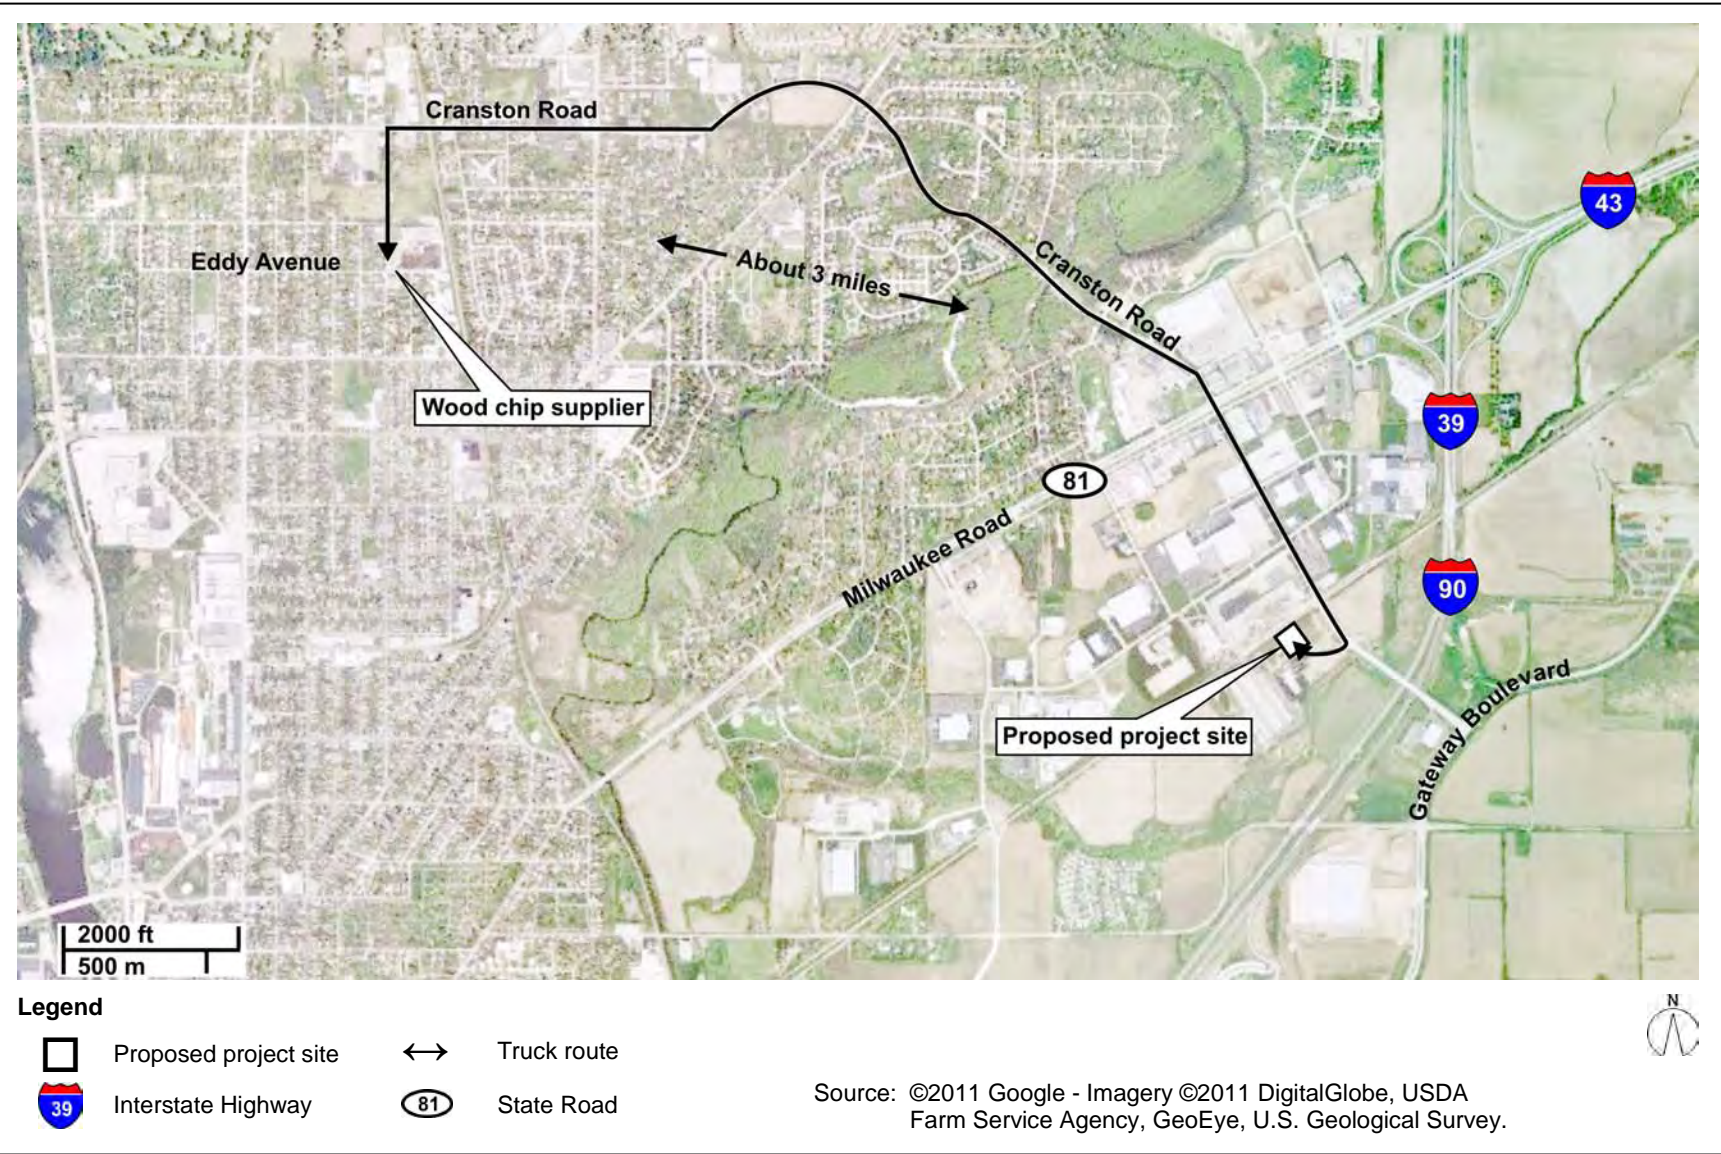 Cranston Road
43
Eddy Avenue
About 3 miles
Cranston Road
Wood chip supplier
39
81
Milwaukee Road
90
Gateway Boulevard
Proposed project site
2000 ft
500 m
Legend
N
Proposed project site
Truck route
39
Interstate Highway
81
State Road
Source: ©2011 Google - Imagery ©2011 DigitalGlobe, USDA
Farm Service Agency, GeoEye, U.S. Geological Survey.